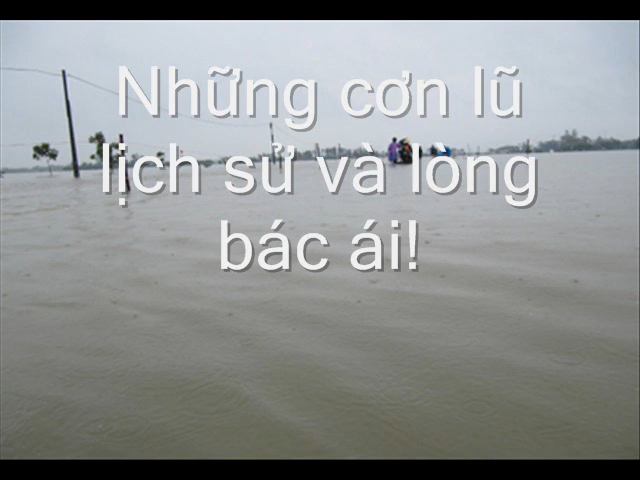 Những cơn lũ
lịch sử và lòng
bác ái!